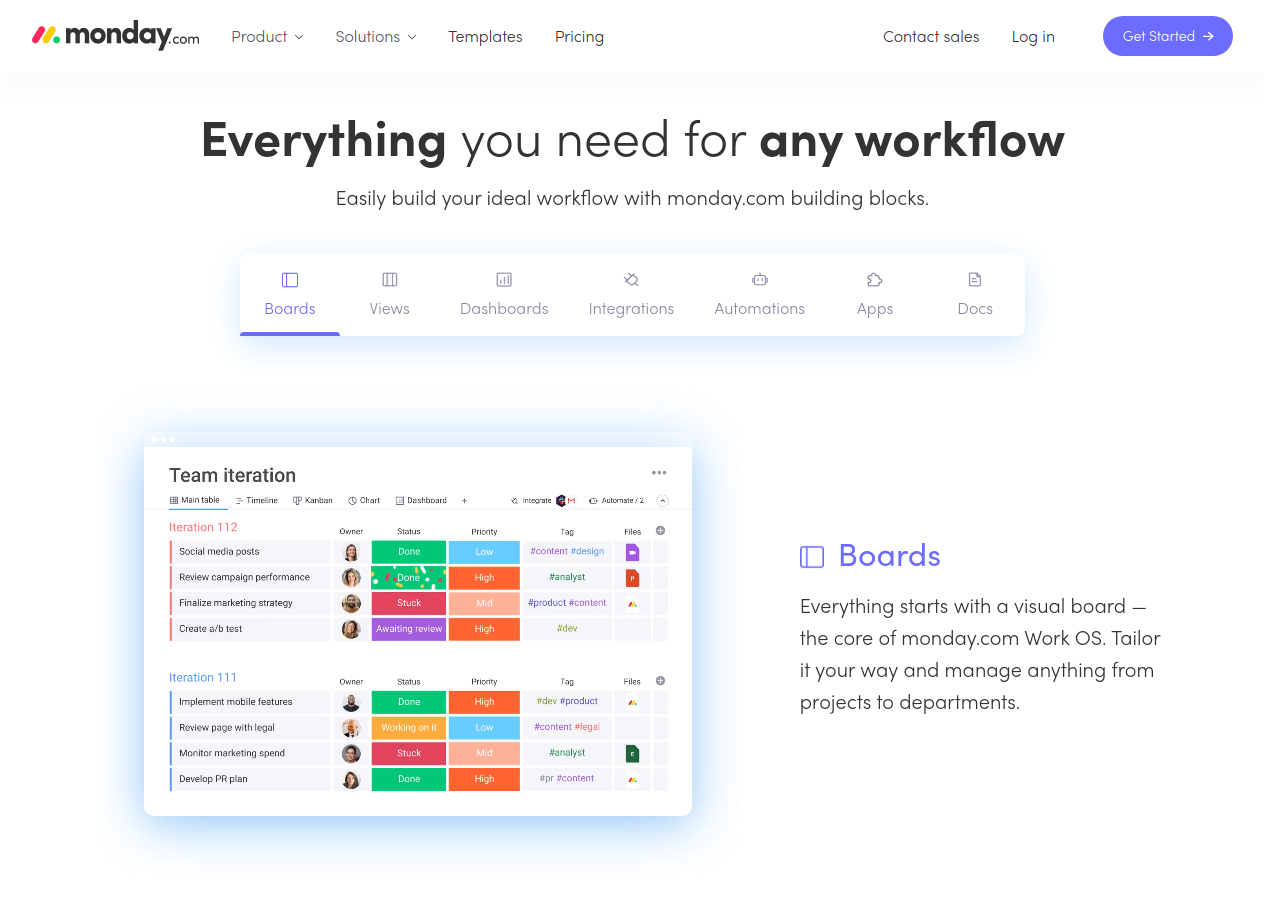 monday.com Product Solutions Templates Pricing Contact sales Log in Get Started
Everything you need for any workflow
Easily build your ideal workflow with monday.com building blocks.
Boards Views Dashboards Integrations Automations Apps Docs
Team iteration
Main table Timeline Kanban Chart Dashboard + Integrate Automate / 2
Iteration 112 Owner Status Priority Tag Files
Social media posts Done Low #content #design
Review campaign performance Done High #analyst P
Finalize marketing strategy Stuck Mid #product #content
Create a/b test Awaiting review High #dev
Iteration 111 Owner Status Priority Tag Files
Implement mobile features Done High #dev #product
Review page with legal Working on it Low #content #legal
Monitor marketing spend Stuck Mid #analyst E
Develop PR plan Done High #pr #content
Boards
Everything starts with a visual board —
the core of monday.com Work OS. Tailor
it your way and manage anything from
projects to departments.